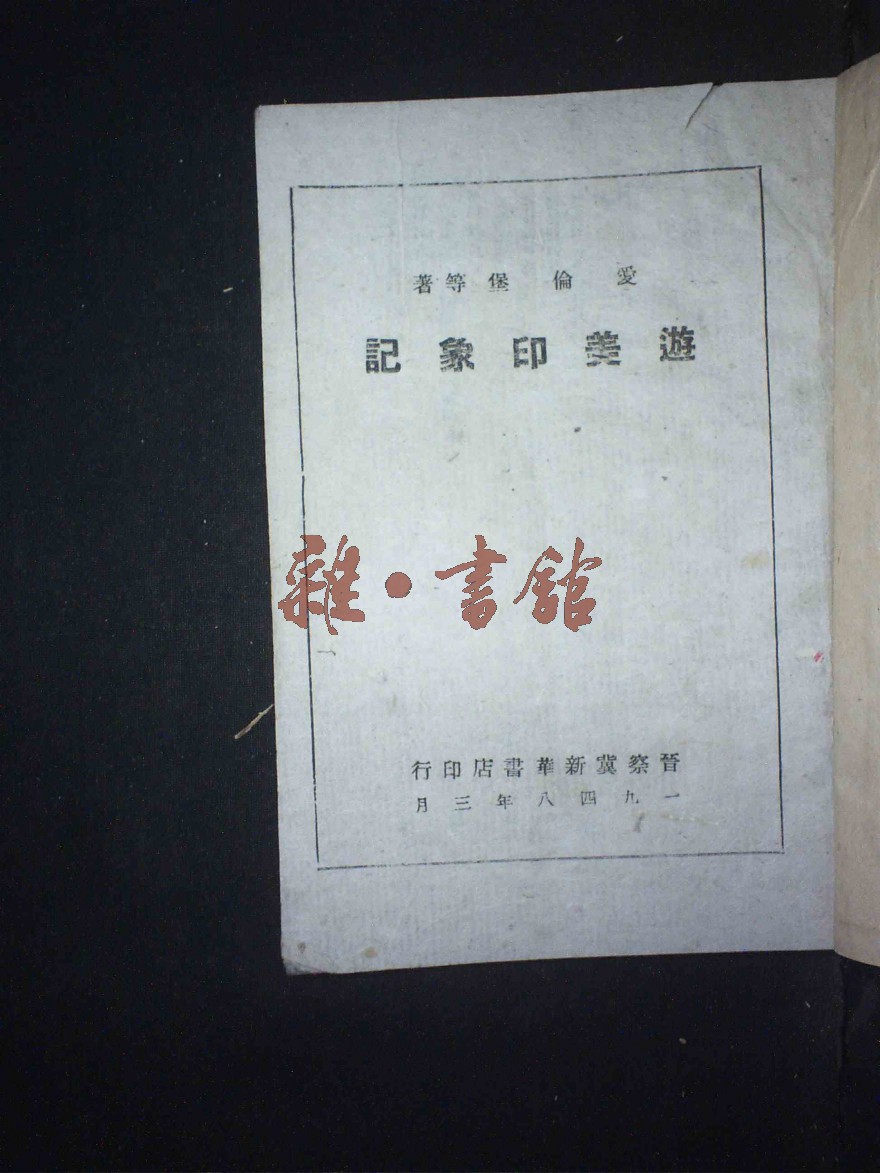 愛倫堡等著
遊美印象記
雜·書舘
晉察冀新華書店印行
一九四八年三月